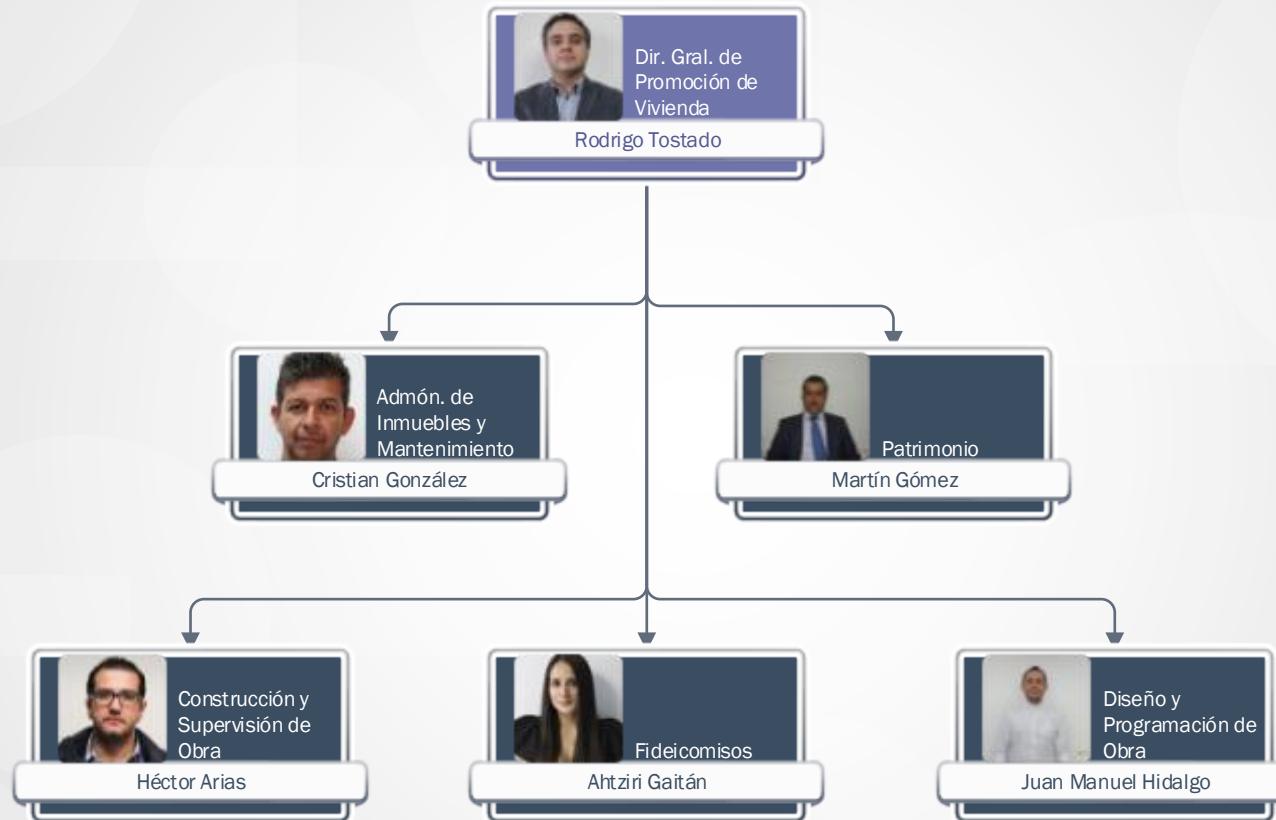 Dir. Gral. de
Promoción de
Vivienda
Rodrigo Tostado
Admón. de
Inmuebles y
Mantenimiento
Cristian González
Patrimonio
Martín Gómez
Construcción y
Supervisión de
Obra
Héctor Arias
Fideicomisos
Ahtziri Gaitán
Diseño y
Programación de
Obra
Juan Manuel Hidalgo